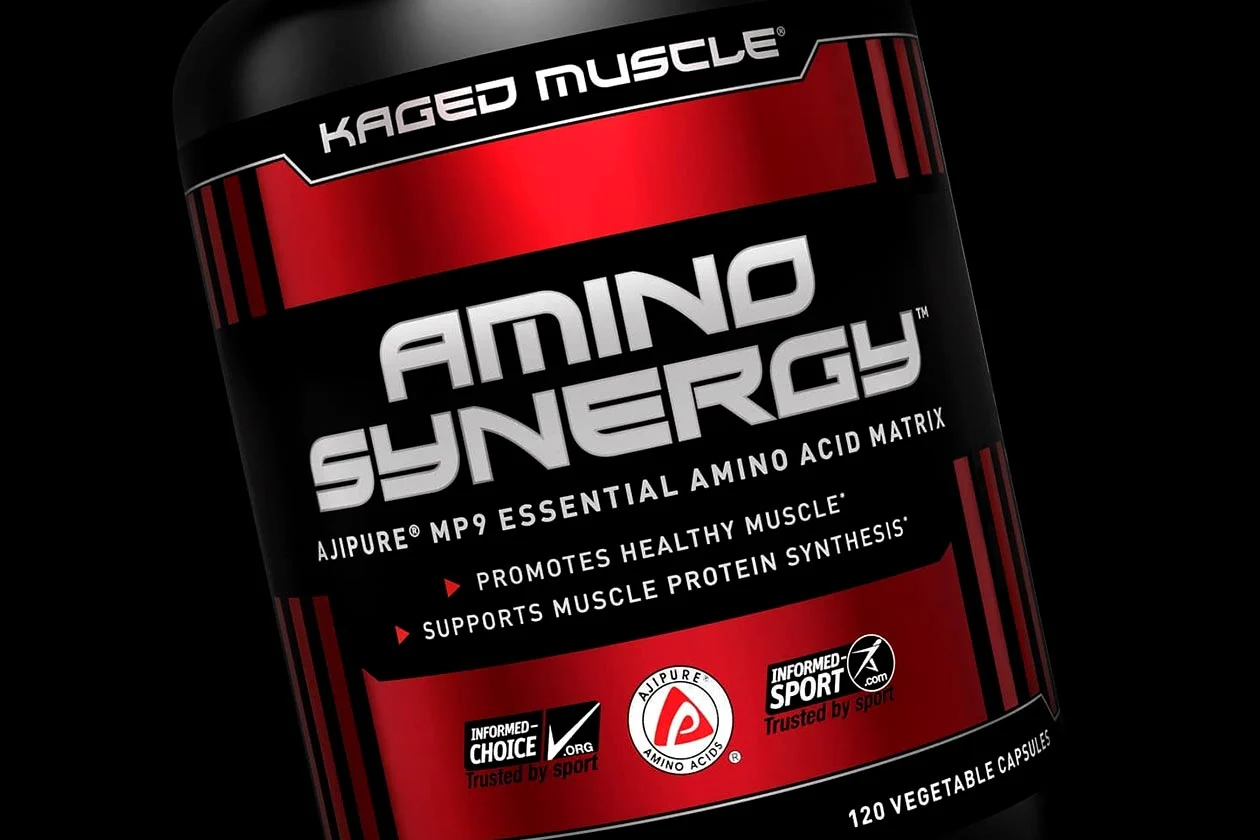 KAGED MUSCLE®
AMINO
SYNERGY™
AJIPURE® MP9 ESSENTIAL AMINO ACID MATRIX
PROMOTES HEALTHY MUSCLE*
SUPPORTS MUSCLE PROTEIN SYNTHESIS*
INFORMED-
CHOICE
.ORG
Trusted by sport
AJIPURE®
AMINO ACIDS
®
INFORMED-
SPORT
.com
Trusted by sport
120 VEGETABLE CAPSULES